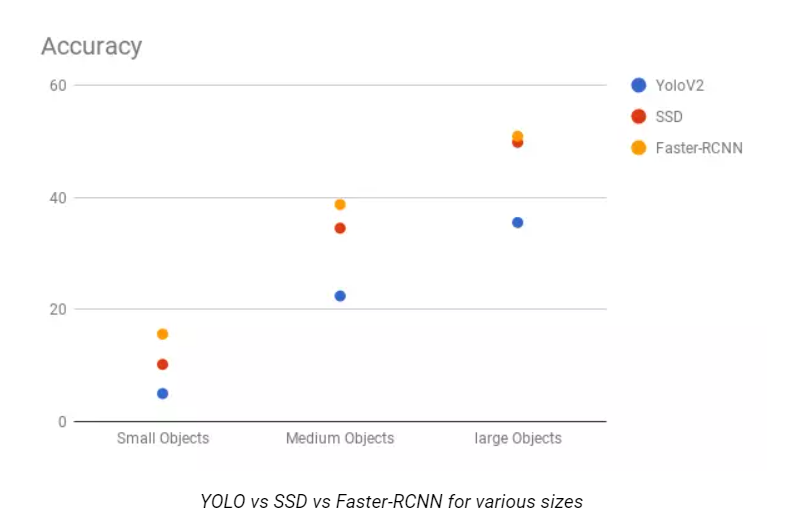 Accuracy
60
40
20
0
Small Objects
Medium Objects
large Objects
YoloV2
SSD
Faster-RCNN
YOLO vs SSD vs Faster-RCNN for various sizes